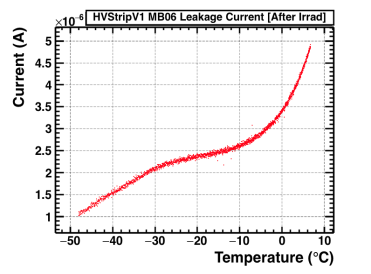 ×10⁻⁶
HVStripV1 MB06 Leakage Current [After Irrad]
Current (A)
5
4.5
4
3.5
3
2.5
2
1.5
1
−50 −40 −30 −20 −10 0 10
Temperature (°C)